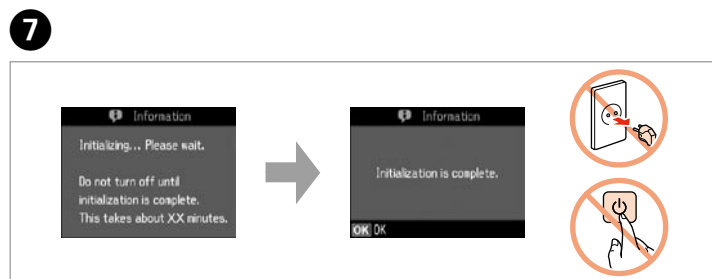 7
Information
Initializing... Please wait.
Do not turn off until
initialization is complete.
This takes about XX minutes.
Information
Initialization is complete.
OK OK